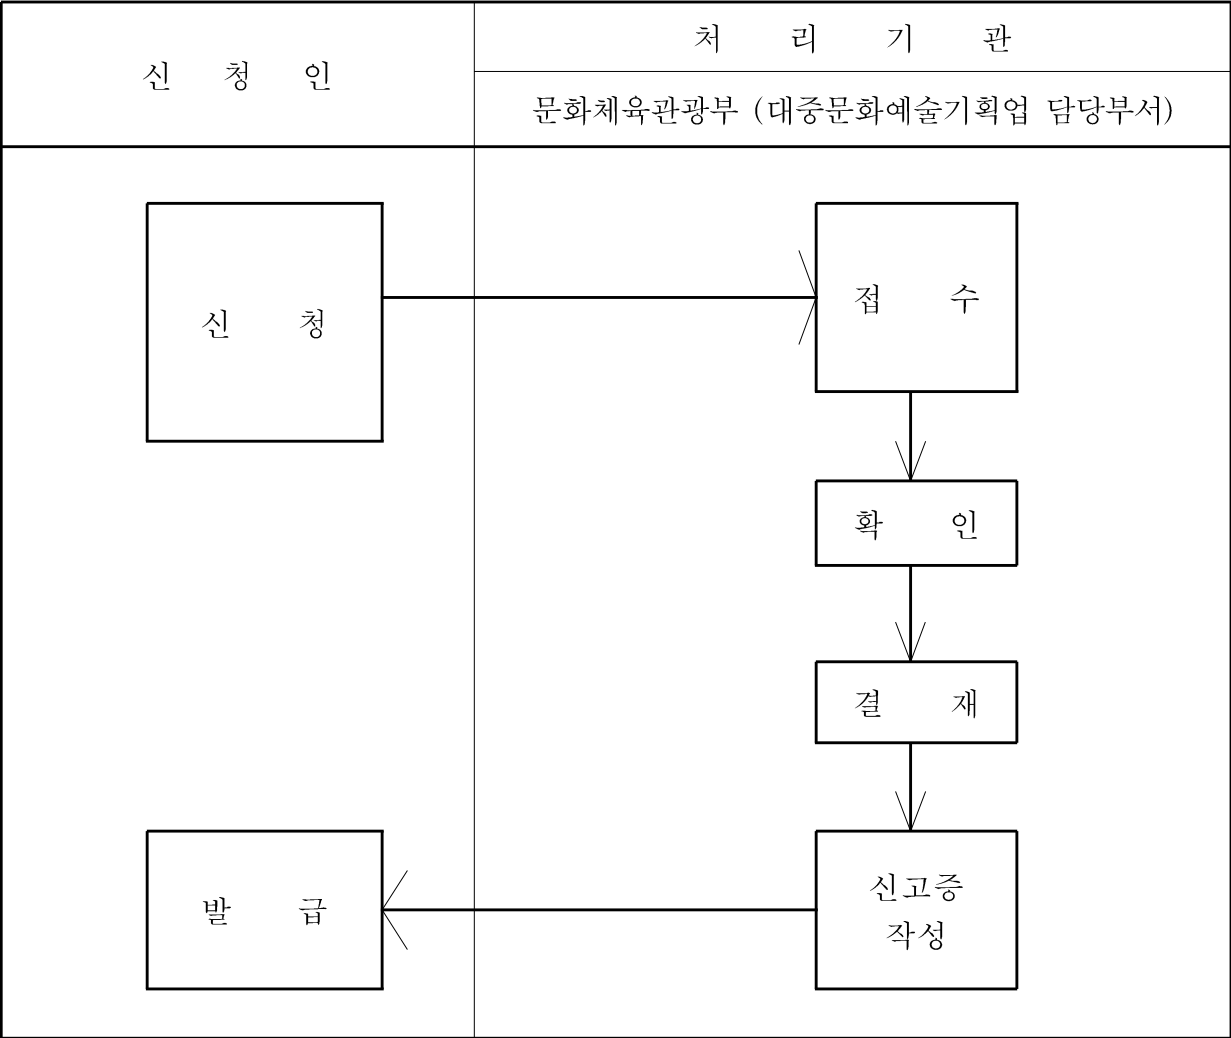 신 청 인
처 리 기 관
문화체육관광부 (대중문화예술기획업 담당부서)
신 청
접 수
확 인
결 재
신고증
작성
발 급